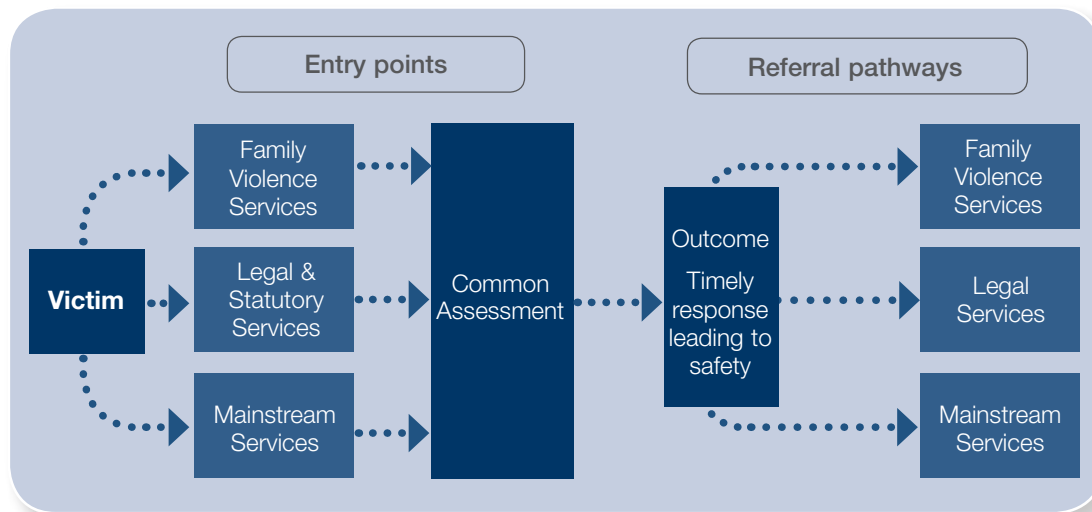 Entry points
Referral pathways
Victim
Family
Violence
Services
Legal &
Statutory
Services
Mainstream
Services
Common
Assessment
Outcome
Timely
response
leading to
safety
Family
Violence
Services
Legal
Services
Mainstream
Services